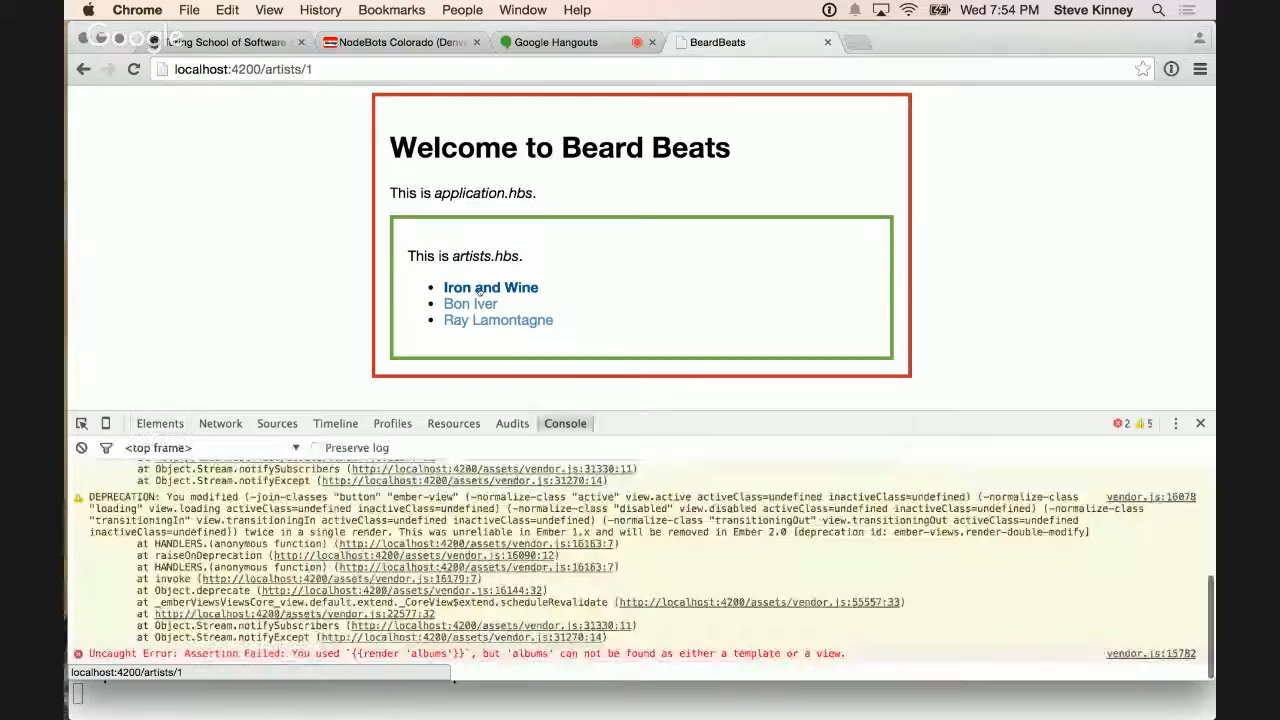 Chrome File Edit View History Bookmarks People Window Help Wed 7:54 PM Steve Kinney
Google
Turing School of Software NodeBots Colorado (Denv Google Hangouts BeardBeats
localhost:4200/artists/1
Welcome to Beard Beats
This is application.hbs.
This is artists.hbs.
• Iron and Wine
• Bon Iver
• Ray Lamontagne
Elements Network Sources Timeline Profiles Resources Audits Console 2 5
<top frame> Preserve log
at Object.Stream.notifySubscribers (http://localhost:4200/assets/vendor.js:31330:11)
at Object.Stream.notifyExcept (http://localhost:4200/assets/vendor.js:31270:14)
DEPRECATION: You modified (-join-classes "button" "ember-view" (-normalize-class "active" view.active activeClass=undefined inactiveClass=undefined) (-normalize-class vendor.js:16078
"loading" view.loading activeClass=undefined inactiveClass=undefined) (-normalize-class "disabled" view.disabled activeClass=undefined inactiveClass=undefined) (-normalize-class
"transitioningIn" view.transitioningIn activeClass=undefined inactiveClass=undefined) (-normalize-class "transitioningOut" view.transitioningOut activeClass=undefined
inactiveClass=undefined)) twice in a single render. This was unreliable in Ember 1.x and will be removed in Ember 2.0 [deprecation id: ember-views.render-double-modify]
at HANDLERS.(anonymous function) (http://localhost:4200/assets/vendor.js:16163:7)
at raiseOnDeprecation (http://localhost:4200/assets/vendor.js:16090:12)
at HANDLERS.(anonymous function) (http://localhost:4200/assets/vendor.js:16163:7)
at invoke (http://localhost:4200/assets/vendor.js:16179:7)
at Object.deprecate (http://localhost:4200/assets/vendor.js:16144:32)
at _emberViewsViewsCore_view.default.extend._CoreView$extend.scheduleRevalidate (http://localhost:4200/assets/vendor.js:55557:33)
at http://localhost:4200/assets/vendor.js:22577:32
at Object.Stream.notifySubscribers (http://localhost:4200/assets/vendor.js:31330:11)
at Object.Stream.notifyExcept (http://localhost:4200/assets/vendor.js:31270:14)
Uncaught Error: Assertion Failed: You used `{{render 'albums'}}`, but 'albums' can not be found as either a template or a view. vendor.js:15782
localhost:4200/artists/1